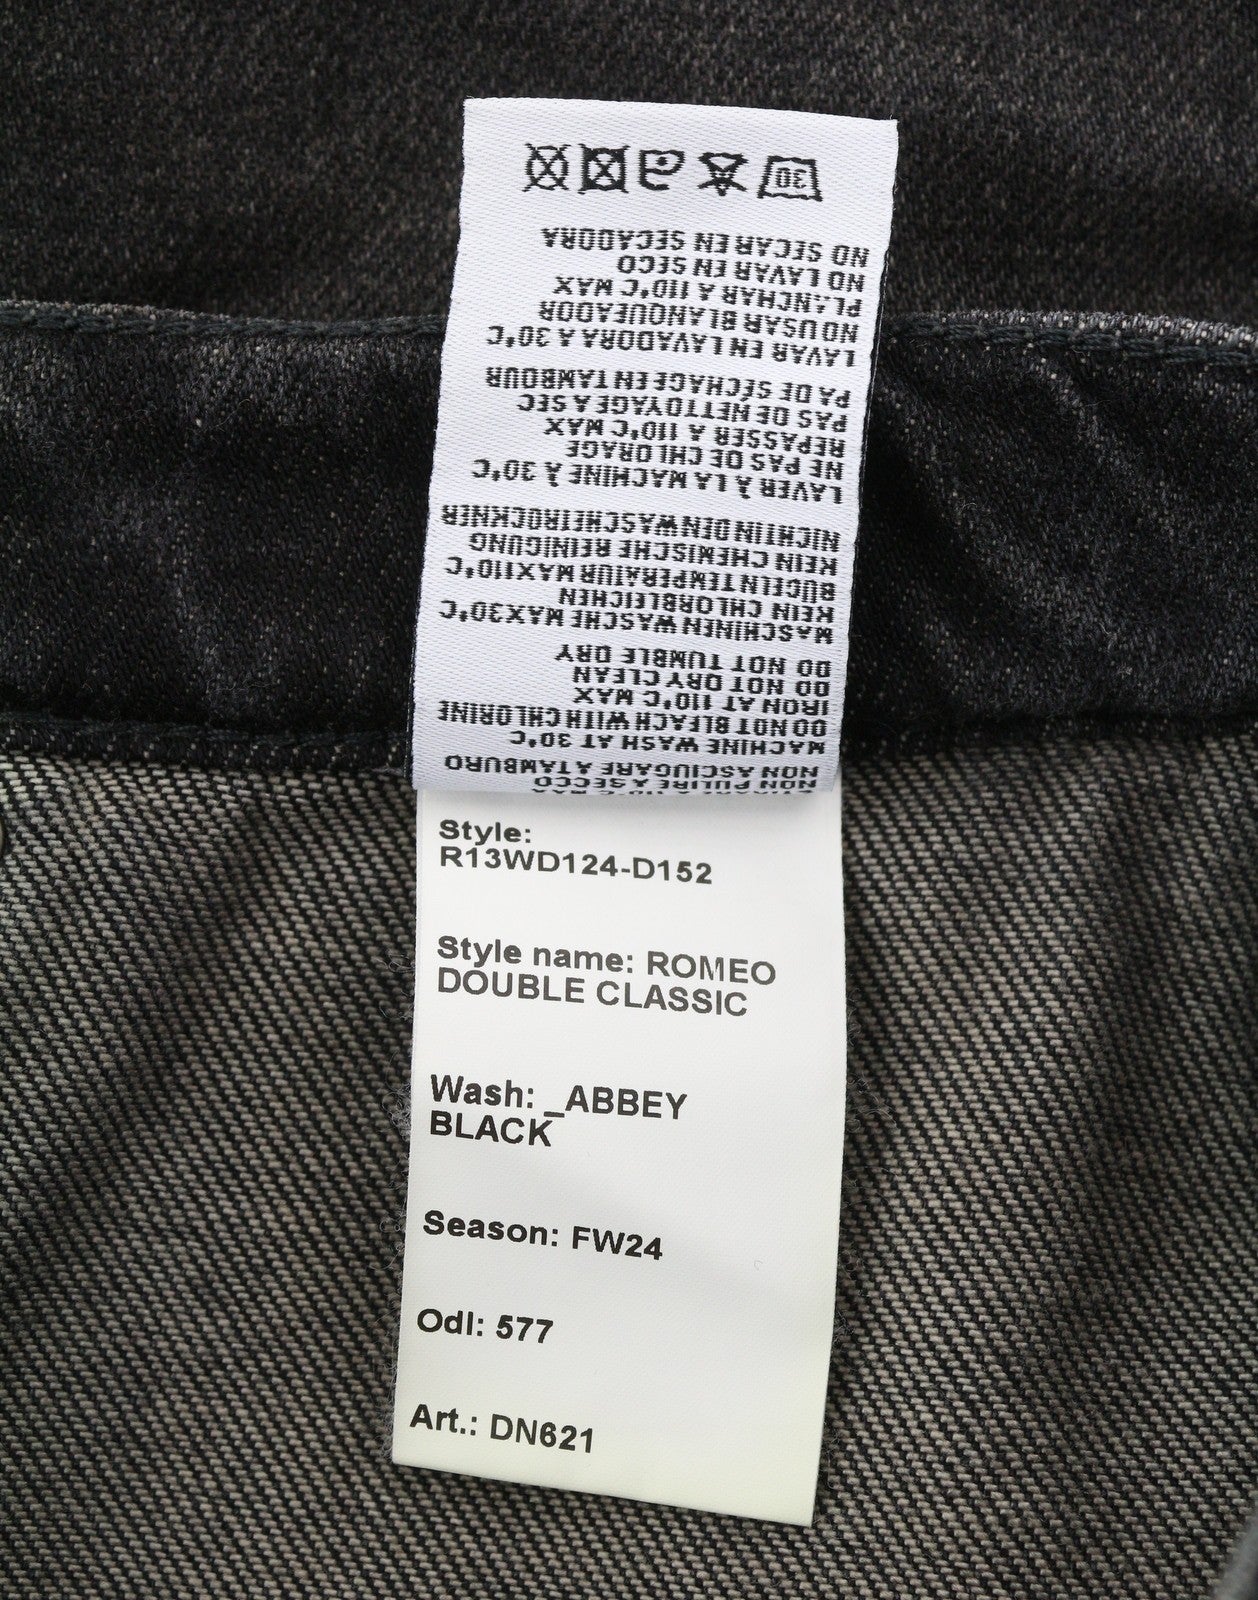 NON PULIRE A SECCO
NON ASCIUGARE A TAMBURO
MACHINE WASH AT 30°C
DO NOT BLEACH WITH CHLORINE
IRON AT 110°C MAX
DO NOT DRY CLEAN
DO NOT TUMBLE DRY
MASCHINEN WASCHE MAX30°C
KEIN CHLORBLEICHEN
BÜGELN TEMPERATUR MAX110°C
KEIN CHEMISCHE REINIGUNG
NICHT IN DEN WASCHETROCKNER
LAVER À LA MACHINE À 30°C
NE PAS DE CHLORAGE
REPASSER A 110°C MAX
PAS DE NETTOYAGE A SEC
PA DE SÉCHAGE EN TAMBOUR
LAVAR EN LAVADORA A 30°C
NO USAR BLANQUEADOR
PLANCHAR A 110°C MAX
NO LAVAR EN SECO
NO SECAR EN SECADORA
30
Style:
R13WD124-D152
Style name: ROMEO
DOUBLE CLASSIC
Wash: _ABBEY
BLACK
Season: FW24
Odl: 577
Art.: DN621